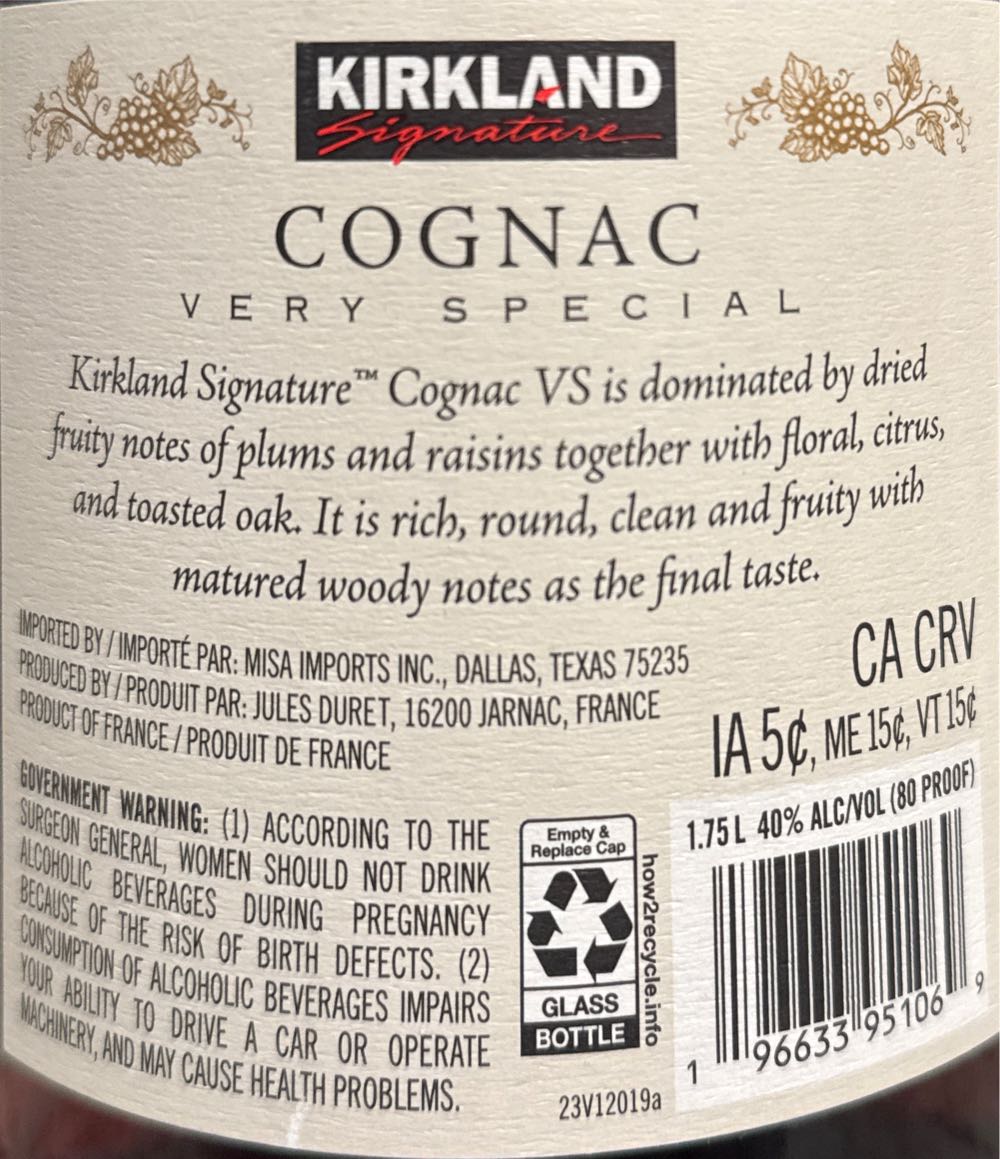 KIRKLAND
Signature
COGNAC
VERY SPECIAL
Kirkland Signature™ Cognac VS is dominated by dried
fruity notes of plums and raisins together with floral, citrus,
and toasted oak. It is rich, round, clean and fruity with
matured woody notes as the final taste.
IMPORTED BY / IMPORTÉ PAR: MISA IMPORTS INC., DALLAS, TEXAS 75235
PRODUCED BY / PRODUIT PAR: JULES DURET, 16200 JARNAC, FRANCE
PRODUCT OF FRANCE / PRODUIT DE FRANCE
CA CRV
IA 5¢, ME 15¢, VT 15¢
GOVERNMENT WARNING: (1) ACCORDING TO THE
SURGEON GENERAL, WOMEN SHOULD NOT DRINK
ALCOHOLIC BEVERAGES DURING PREGNANCY
BECAUSE OF THE RISK OF BIRTH DEFECTS. (2)
CONSUMPTION OF ALCOHOLIC BEVERAGES IMPAIRS
YOUR ABILITY TO DRIVE A CAR OR OPERATE
MACHINERY, AND MAY CAUSE HEALTH PROBLEMS.
Empty &
Replace Cap
GLASS
BOTTLE
how2recycle.info
23V12019a
1.75 L 40% ALC/VOL (80 PROOF)
1 96633 95106 9